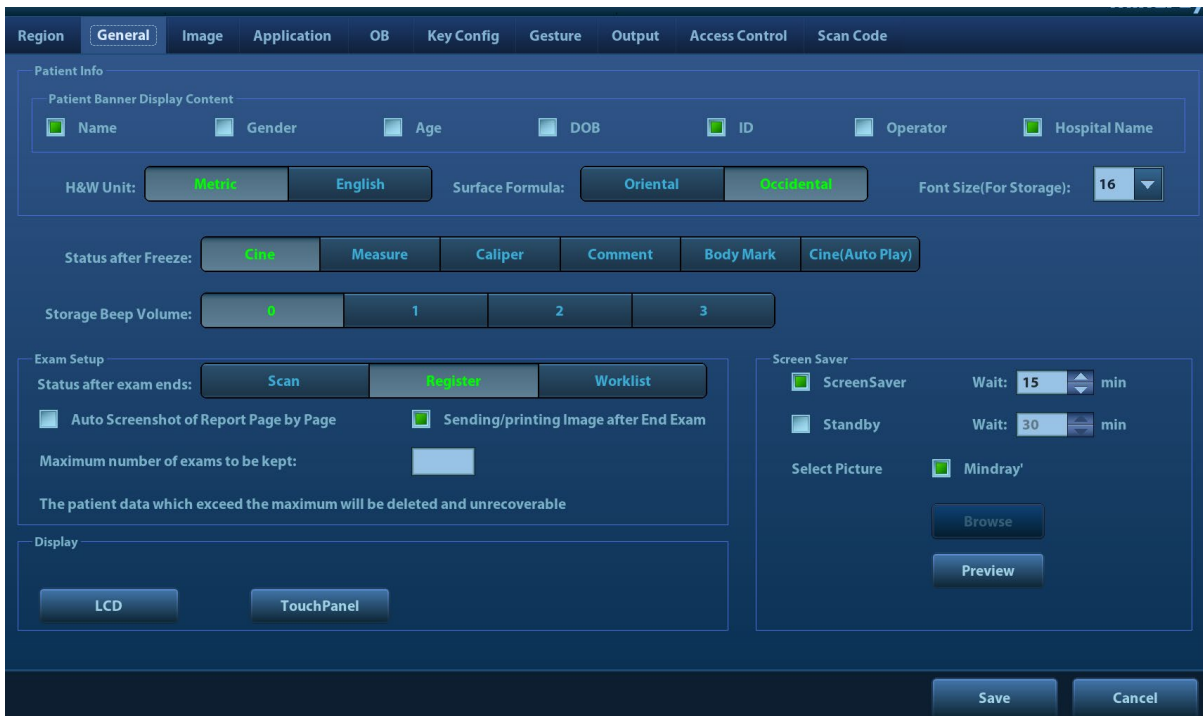 Region General Image Application OB Key Config Gesture Output Access Control Scan Code
Patient Info
Patient Banner Display Content
Name Gender Age DOB ID Operator Hospital Name
H&W Unit: Metric English Surface Formula: Oriental Occidental Font Size(For Storage): 16
Status after Freeze: Cine Measure Caliper Comment Body Mark Cine(Auto Play)
Storage Beep Volume: 0 1 2 3
Exam Setup
Status after exam ends: Scan Register Worklist
Auto Screenshot of Report Page by Page Sending/printing Image after End Exam
Maximum number of exams to be kept:
The patient data which exceed the maximum will be deleted and unrecoverable
Screen Saver
ScreenSaver Wait: 15 min
Standby Wait: 30 min
Select Picture Mindray'
Browse
Preview
Display
LCD TouchPanel
Save Cancel